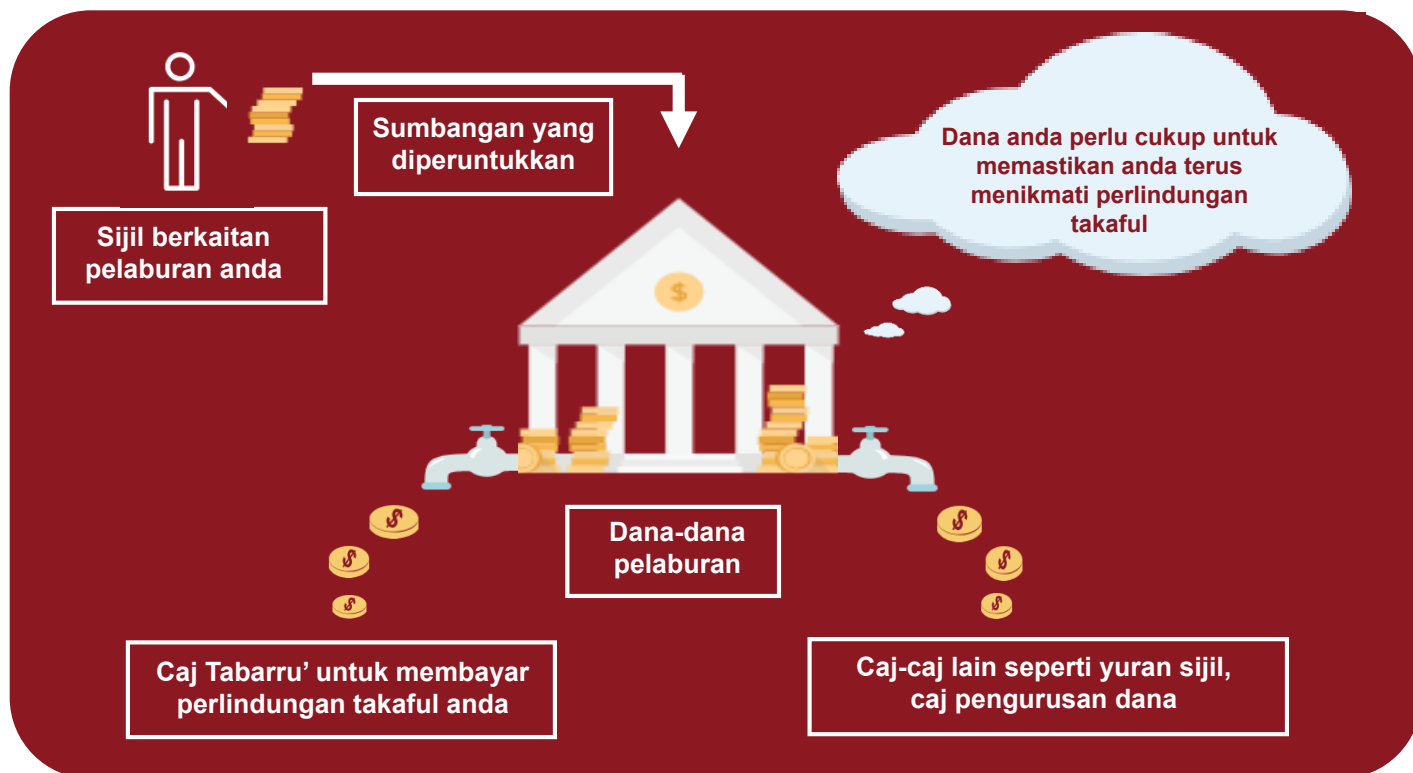 Sumbangan yang
diperuntukkan
Dana anda perlu cukup untuk
memastikan anda terus
menikmati perlindungan
takaful
Sijil berkaitan
pelaburan anda
$
Dana-dana
pelaburan
$
$
$
$
$
$
Caj Tabarru’ untuk membayar
perlindungan takaful anda
Caj-caj lain seperti yuran sijil,
caj pengurusan dana